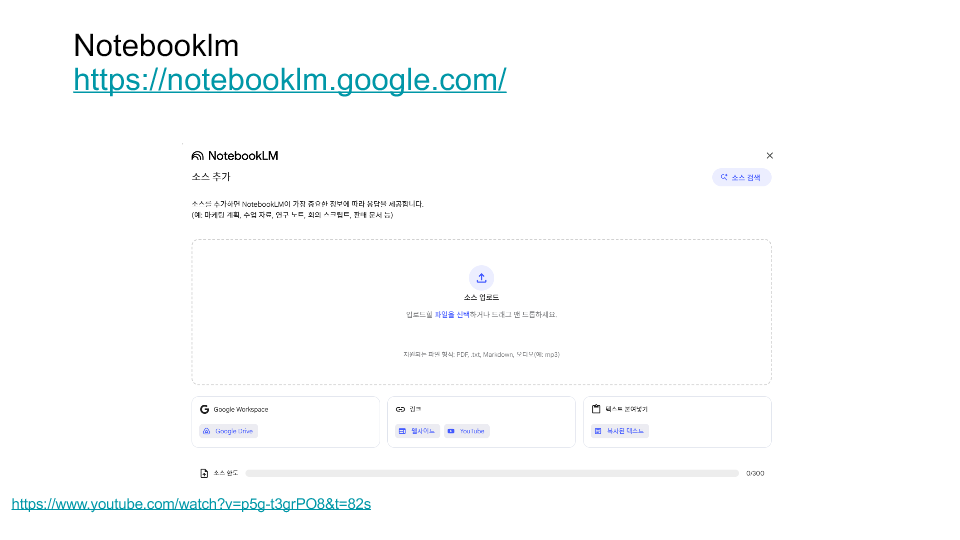 Notebooklm
https://notebooklm.google.com/
NotebookLM
소스 추가
소스 검색
소스를 추가하면 NotebookLM이 가장 중요한 정보에 따라 응답을 제공합니다.
(예: 마케팅 계획, 수업 자료, 연구 노트, 회의 스크립트, 판매 문서 등)
소스 업로드
업로드할 파일을 선택하거나 드래그 앤 드롭하세요.
지원되는 파일 형식: PDF, .txt, Markdown, 오디오(예: mp3)
Google Workspace
링크
텍스트 붙여넣기
Google Drive
웹사이트
YouTube
복사된 텍스트
소스 한도
0/300
https://www.youtube.com/watch?v=p5g-t3grPO8&t=82s